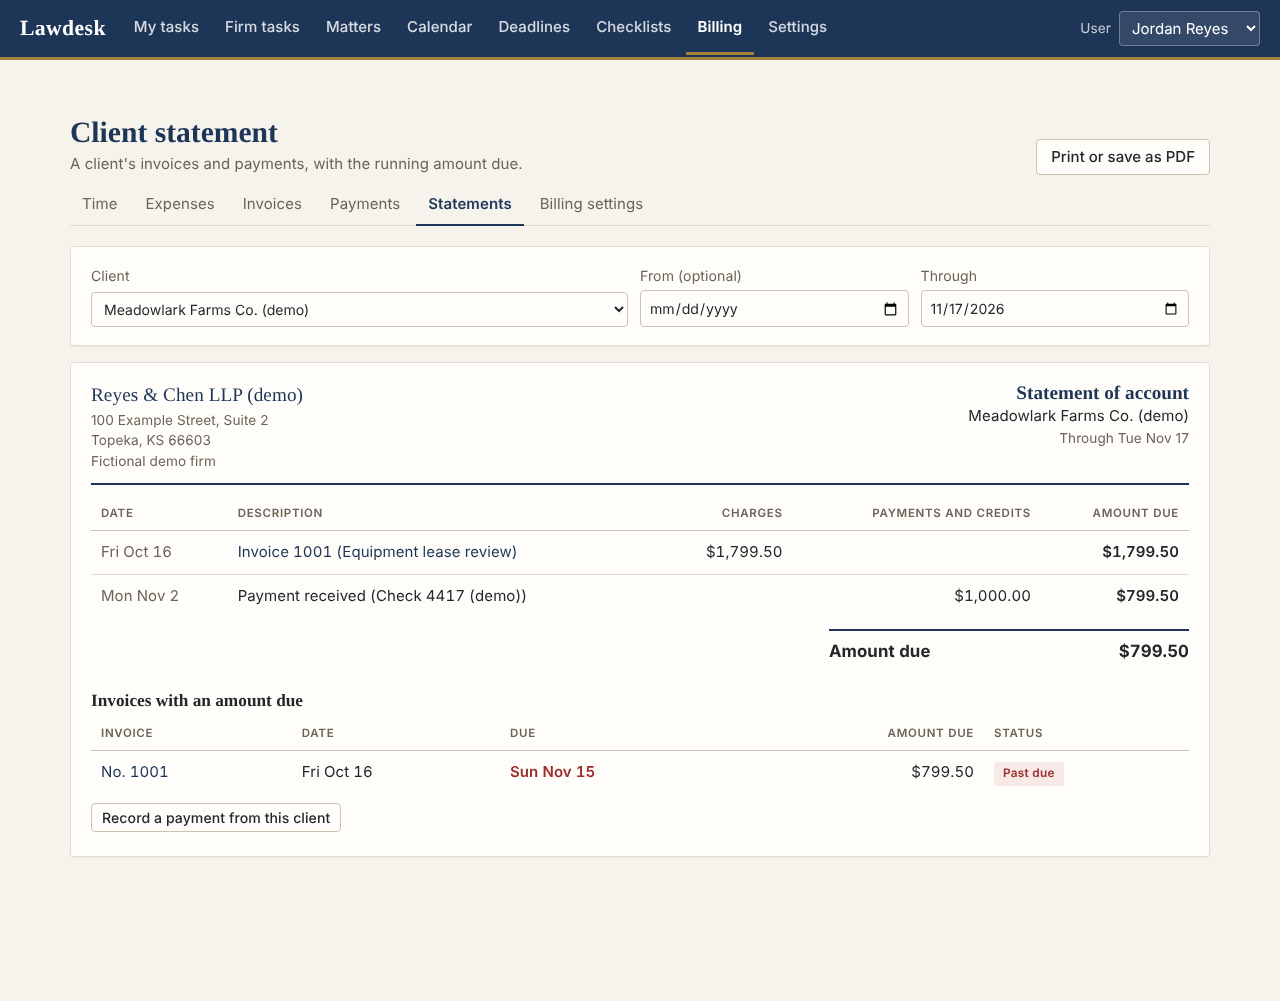 Lawdesk My tasks Firm tasks Matters Calendar Deadlines Checklists Billing Settings User Jordan Reyes
Client statement
A client's invoices and payments, with the running amount due.
Print or save as PDF
Time Expenses Invoices Payments Statements Billing settings
Client From (optional) Through
Meadowlark Farms Co. (demo) mm/dd/yyyy 11/17/2026
Reyes & Chen LLP (demo) Statement of account
100 Example Street, Suite 2 Meadowlark Farms Co. (demo)
Topeka, KS 66603 Through Tue Nov 17
Fictional demo firm
DATE DESCRIPTION CHARGES PAYMENTS AND CREDITS AMOUNT DUE
Fri Oct 16 Invoice 1001 (Equipment lease review) $1,799.50 $1,799.50
Mon Nov 2 Payment received (Check 4417 (demo)) $1,000.00 $799.50
Amount due $799.50
Invoices with an amount due
INVOICE DATE DUE AMOUNT DUE STATUS
No. 1001 Fri Oct 16 Sun Nov 15 $799.50 Past due
Record a payment from this client